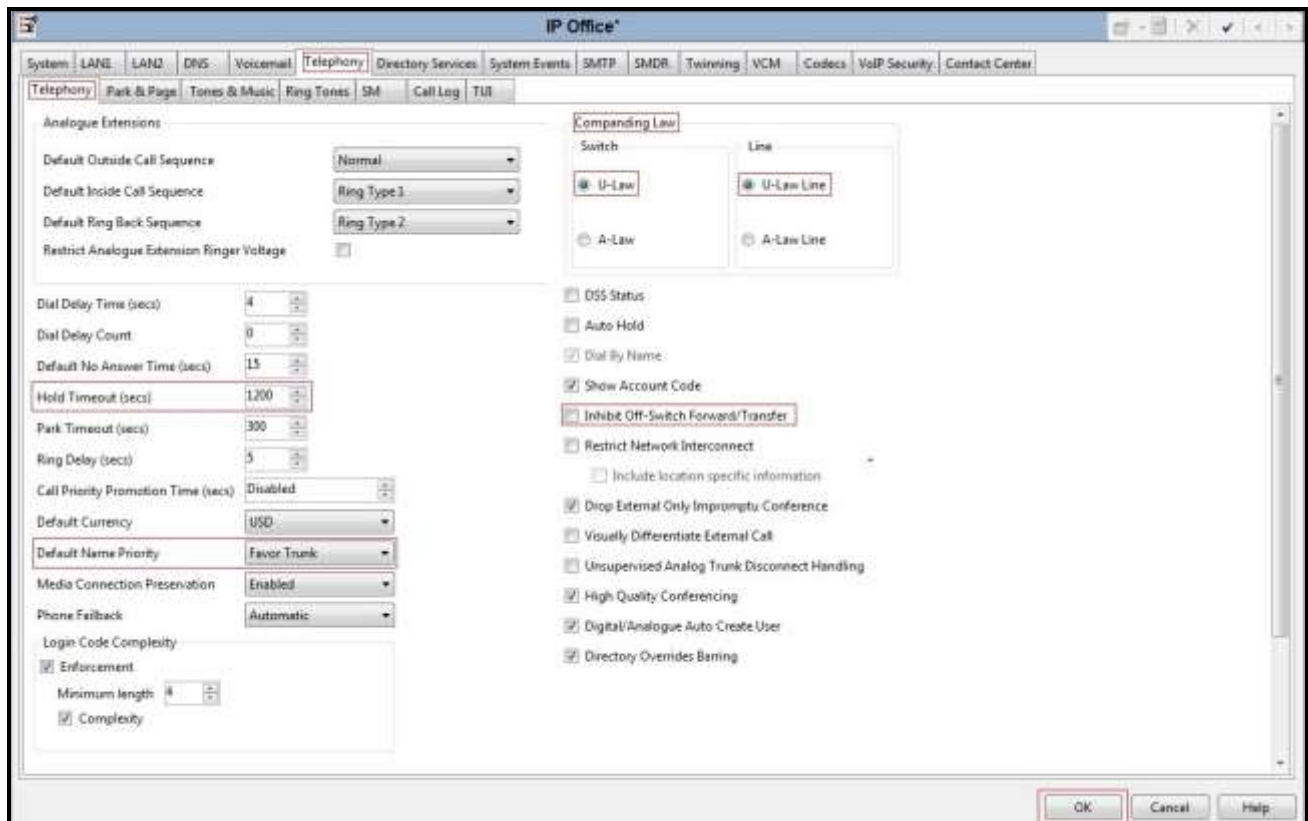 IP Office*
System LAN1 LAN2 DNS Voicemail Telephony Directory Services System Events SMTP SMDR Twinning VCM Codecs VoIP Security Contact Center
Telephony Park & Page Tones & Music Ring Tones SM Call Log TUI
Analogue Extensions
Default Outside Call Sequence Normal
Default Inside Call Sequence Ring Type 1
Default Ring Back Sequence Ring Type 2
Restrict Analogue Extension Ringer Voltage
Dial Delay Time (secs) 4
Dial Delay Count 0
Default No Answer Time (secs) 15
Hold Timeout (secs) 1200
Park Timeout (secs) 300
Ring Delay (secs) 5
Call Priority Promotion Time (secs) Disabled
Default Currency USD
Default Name Priority Favor Trunk
Media Connection Preservation Enabled
Phone Failback Automatic
Login Code Complexity
Enforcement
Minimum length 4
Complexity
Companding Law
Switch Line
U-Law U-Law Line
A-Law A-Law Line
DSS Status
Auto Hold
Dial By Name
Show Account Code
Inhibit Off-Switch Forward/Transfer
Restrict Network Interconnect
Include location specific information
Drop External Only Impromptu Conference
Visually Differentiate External Call
Unsupervised Analog Trunk Disconnect Handling
High Quality Conferencing
Digital/Analogue Auto Create User
Directory Overrides Barring
OK Cancel Help